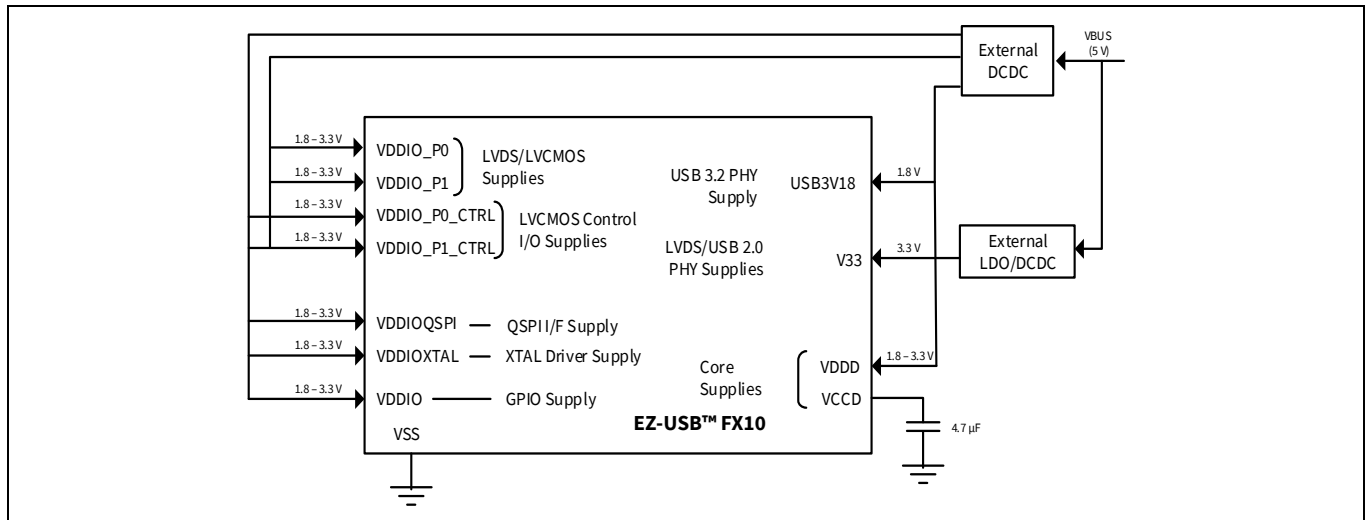 External
DCDC
VBUS
(5 V)
1.8 – 3.3 V
VDDIO_P0
1.8 – 3.3 V
VDDIO_P1
LVDS/LVCMOS
Supplies
1.8 – 3.3 V
VDDIO_P0_CTRL
1.8 – 3.3 V
VDDIO_P1_CTRL
LVCMOS Control
I/O Supplies
USB 3.2 PHY
Supply
USB3V18
1.8 V
LVDS/USB 2.0
PHY Supplies
V33
3.3 V
External
LDO/DCDC
1.8 – 3.3 V
VDDIOQSPI
QSPI I/F Supply
1.8 – 3.3 V
VDDIOXTAL
XTAL Driver Supply
1.8 – 3.3 V
VDDIO
GPIO Supply
Core
Supplies
VDDD
1.8 – 3.3 V
VCCD
EZ-USB™ FX10
4.7 µF
VSS